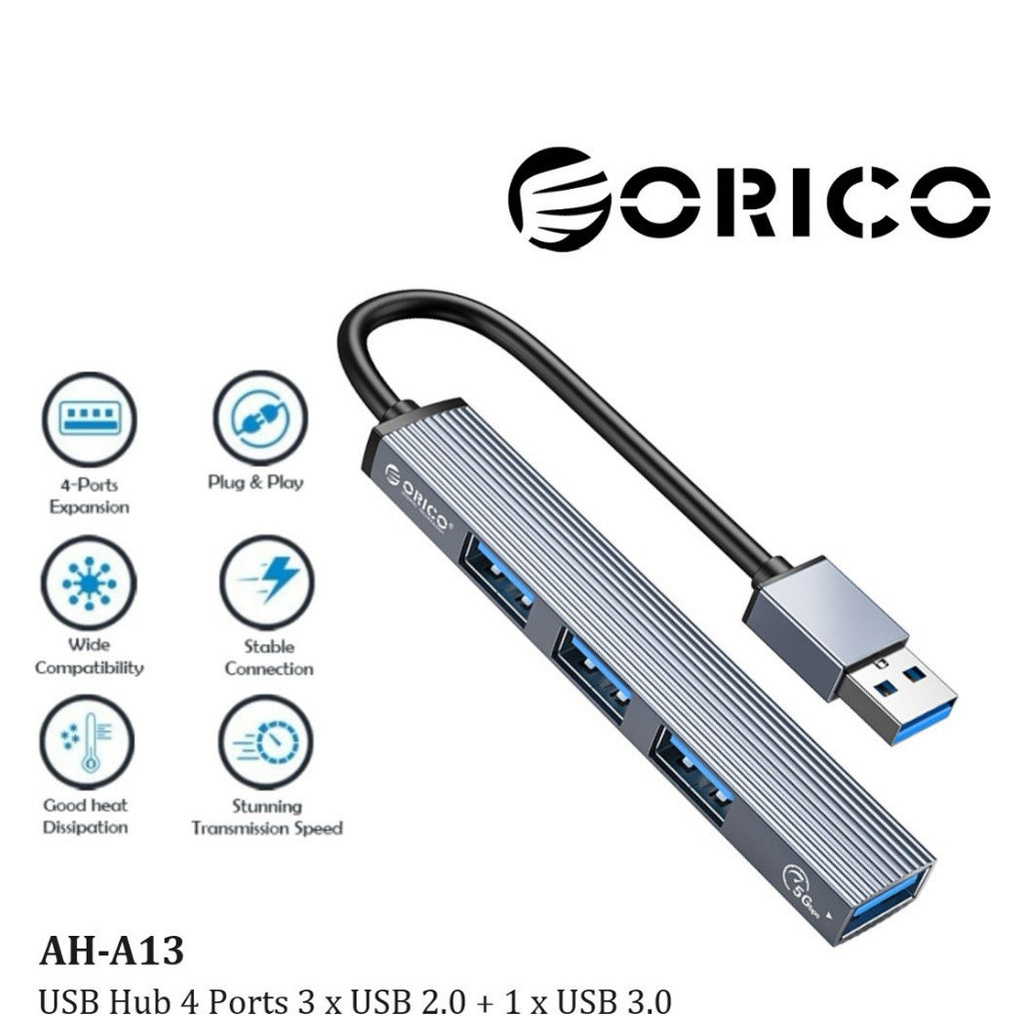 ORICO
4-Ports
Expansion
Plug & Play
Wide
Compatibility
Stable
Connection
Good heat
Dissipation
Stunning
Transmission Speed
ORICO®
5Gbps
AH-A13
USB Hub 4 Ports 3 x USB 2.0 + 1 x USB 3.0